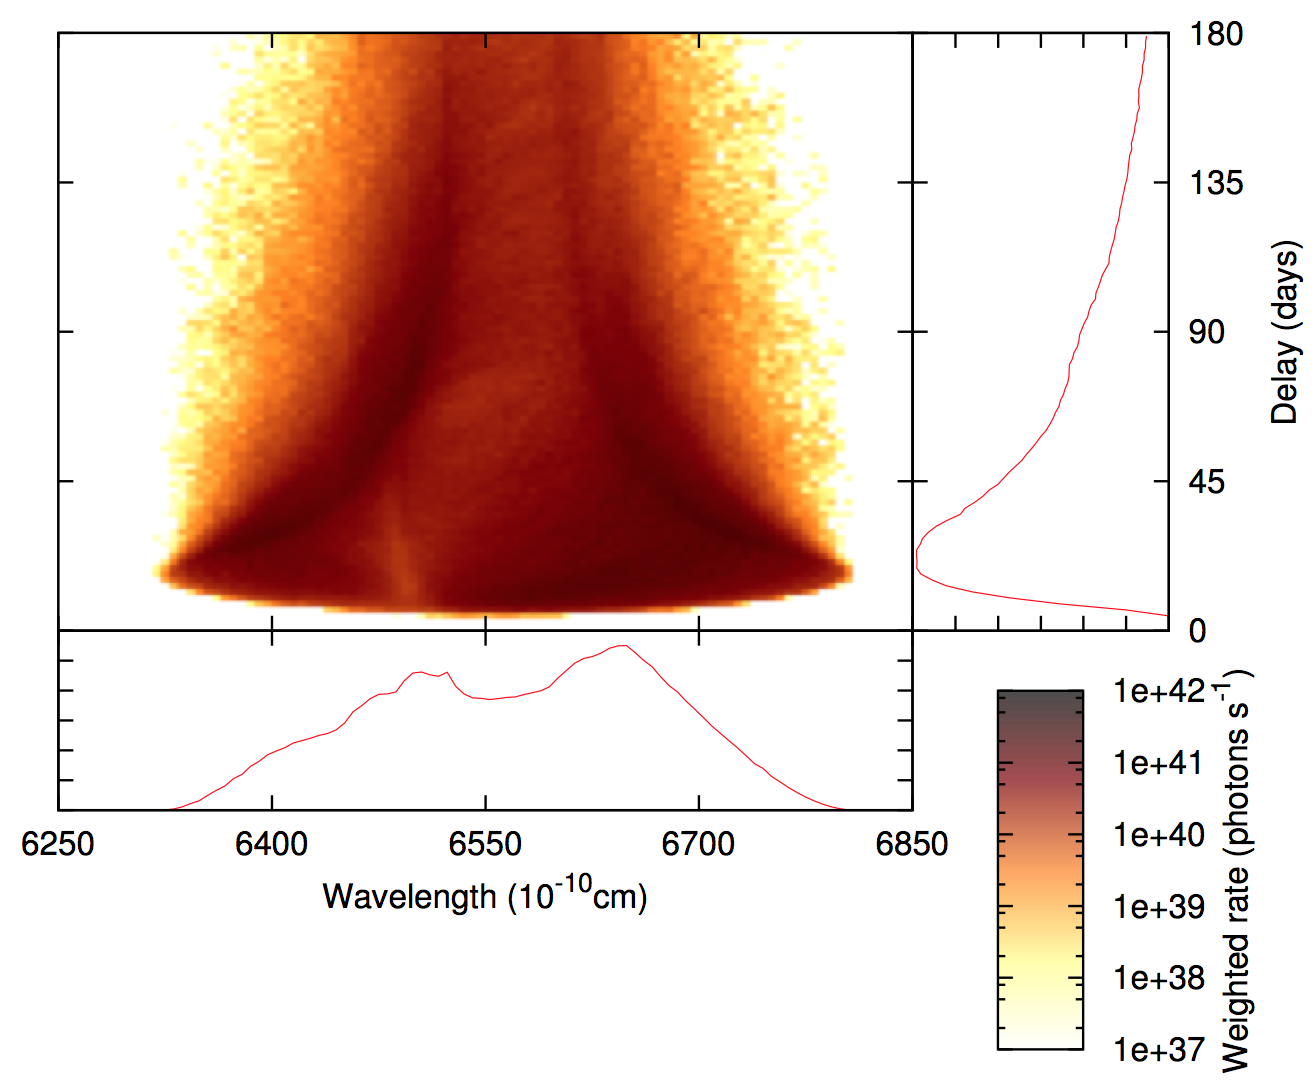 180
135
90
45
0
Delay (days)
6250 6400 6550 6700 6850
Wavelength (10⁻¹⁰cm)
1e+42
1e+41
1e+40
1e+39
1e+38
1e+37
Weighted rate (photons s⁻¹)